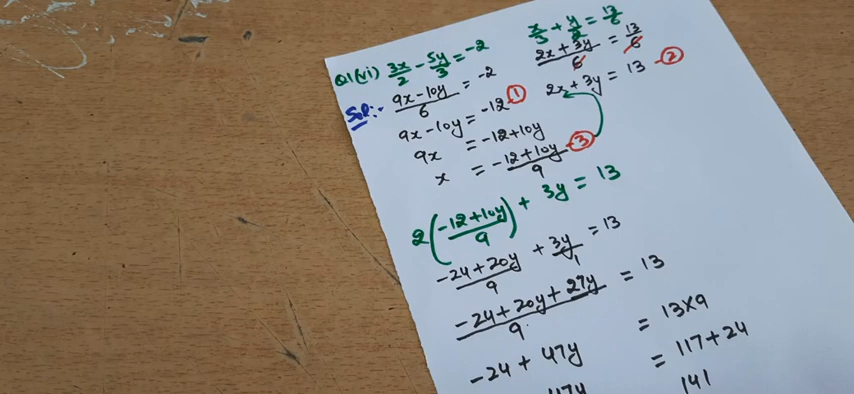 Q1(vi) 3x/2 - 5y/3 = -2
x/3 + y/2 = 13/6
Sol:-
9x-10y/6 = -2
2x+3y/6 = 13/6
9x-10y = -12 ①
2x+3y = 13 -②
9x = -12+10y
x = -12+10y/9 -③
2(-12+10y/9) + 3y = 13
-24+20y/9 + 3y/1 = 13
-24+20y+27y/9 = 13
-24 + 47y = 13×9
47y = 117+24
141